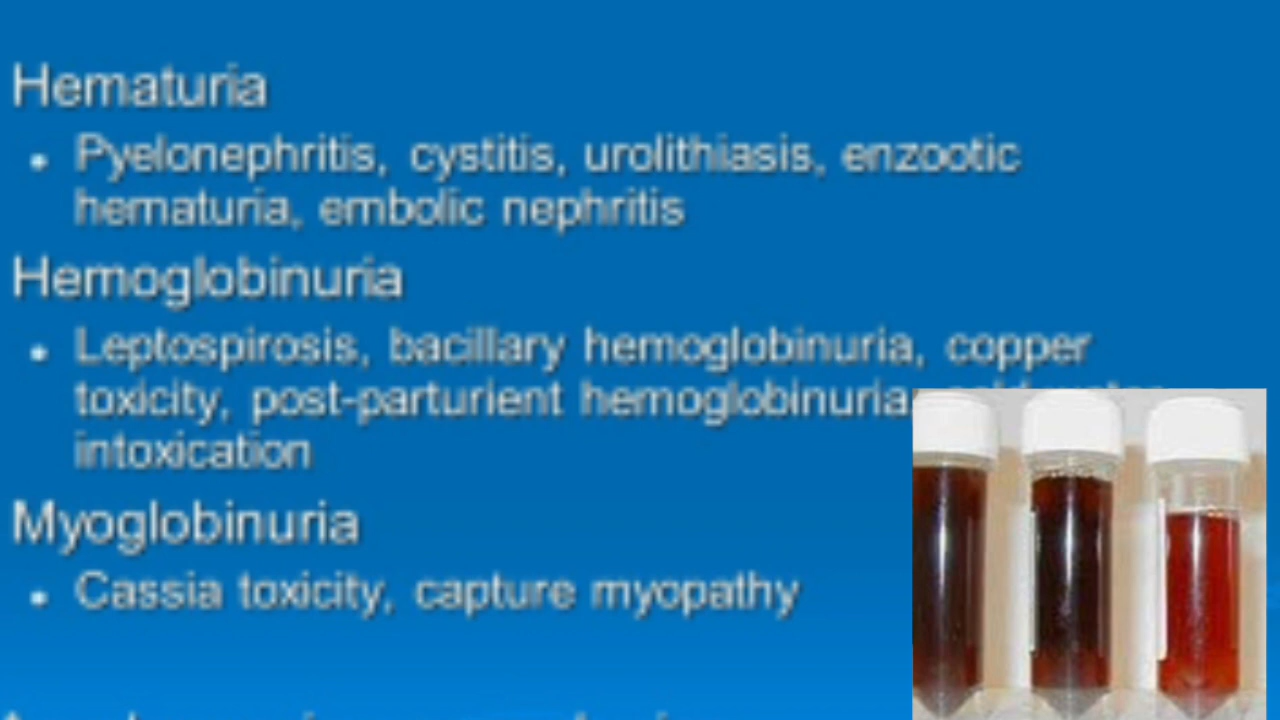 Hematuria
• Pyelonephritis, cystitis, urolithiasis, enzootic
hematuria, embolic nephritis
Hemoglobinuria
• Leptospirosis, bacillary hemoglobinuria, copper
toxicity, post-parturient hemoglobinuria,
intoxication
Myoglobinuria
• Cassia toxicity, capture myopathy